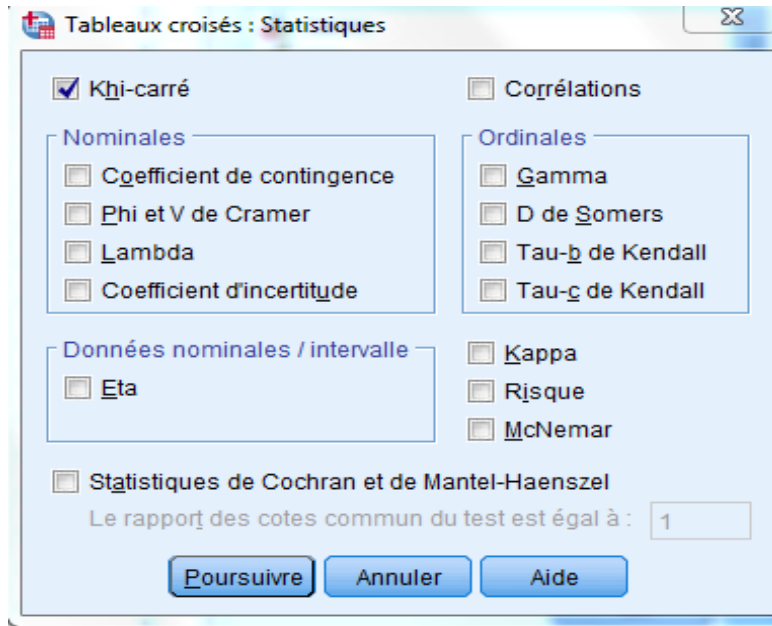 Tableaux croisés : Statistiques
Khi-carré
Corrélations
Nominales
Coefficient de contingence
Phi et V de Cramer
Lambda
Coefficient d'incertitude
Ordinales
Gamma
D de Somers
Tau-b de Kendall
Tau-c de Kendall
Données nominales / intervalle
Eta
Kappa
Risque
McNemar
Statistiques de Cochran et de Mantel-Haenszel
Le rapport des cotes commun du test est égal à : 1
Poursuivre Annuler Aide